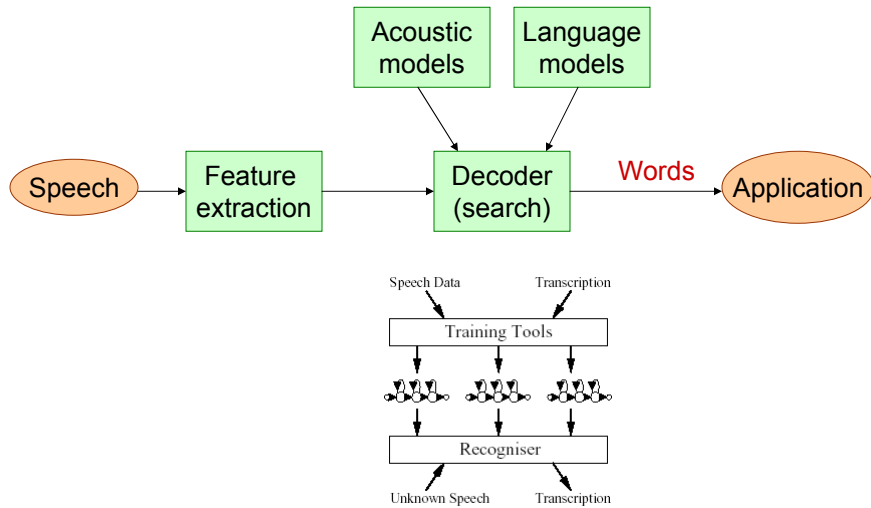 Acoustic
models
Language
models
Speech
Feature
extraction
Decoder
(search)
Words
Application
Speech Data
Transcription
Training Tools
Recogniser
Unknown Speech
Transcription